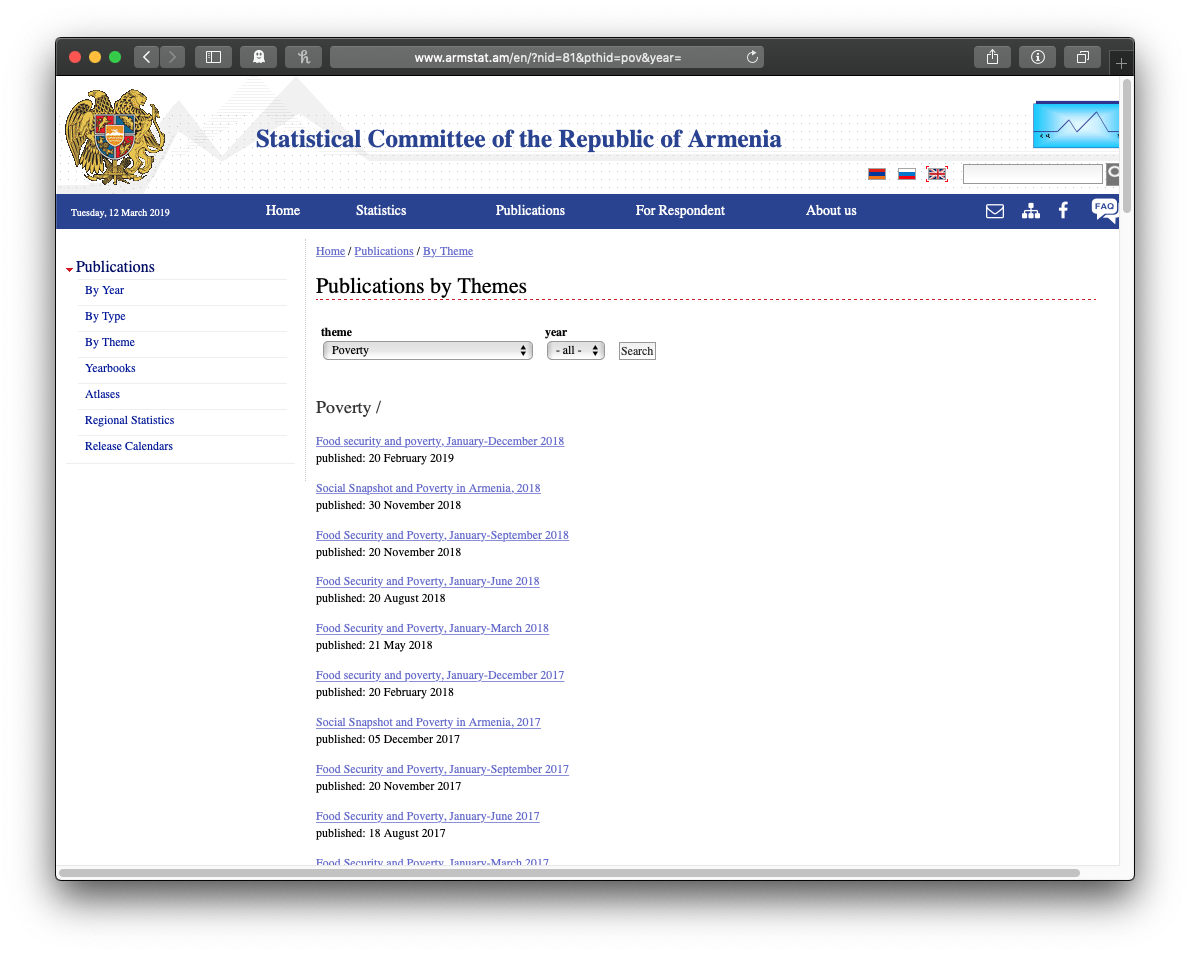 www.armstat.am/en/?nid=81&pthid=pov&year=
Statistical Committee of the Republic of Armenia
Tuesday, 12 March 2019
Home
Statistics
Publications
For Respondent
About us
FAQ
Publications
By Year
By Type
By Theme
Yearbooks
Atlases
Regional Statistics
Release Calendars
Home / Publications / By Theme
Publications by Themes
theme year
Poverty - all - Search
Poverty /
Food security and poverty, January-December 2018
published: 20 February 2019
Social Snapshot and Poverty in Armenia, 2018
published: 30 November 2018
Food Security and Poverty, January-September 2018
published: 20 November 2018
Food Security and Poverty, January-June 2018
published: 20 August 2018
Food Security and Poverty, January-March 2018
published: 21 May 2018
Food security and poverty, January-December 2017
published: 20 February 2018
Social Snapshot and Poverty in Armenia, 2017
published: 05 December 2017
Food Security and Poverty, January-September 2017
published: 20 November 2017
Food Security and Poverty, January-June 2017
published: 18 August 2017
Food Security and Poverty, January-March 2017